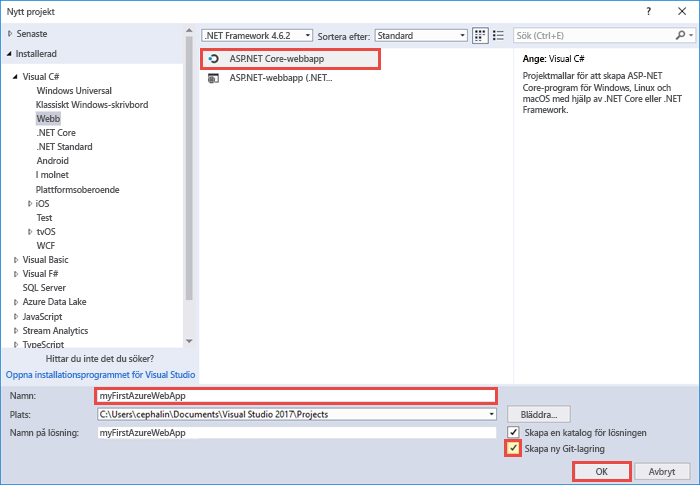 Nytt projekt
? ×
Senaste
Installerad
.NET Framework 4.6.2
Sortera efter:
Standard
Sök (Ctrl+E)
Visual C#
Windows Universal
Klassiskt Windows-skrivbord
Webb
.NET Core
.NET Standard
Android
I molnet
Plattformsoberoende
iOS
Test
tvOS
WCF
Visual Basic
Visual F#
SQL Server
Azure Data Lake
JavaScript
Stream Analytics
TypeScript
Hittar du inte det du söker?
Öppna installationsprogrammet för Visual Studio
ASP.NET Core-webbapp
ASP.NET-webapp (.NET...
Ange: Visual C#
Projektmallar för att skapa ASP-NET
Core-program för Windows, Linux och
macOS med hjälp av .NET Core eller .NET
Framework.
Namn:
myFirstAzureWebApp
Plats:
C:\Users\cephalin\Documents\Visual Studio 2017\Projects
Bläddra...
Namn på lösning:
myFirstAzureWebApp
Skapa en katalog för lösningen
Skapa ny Git-lagring
OK
Avbryt